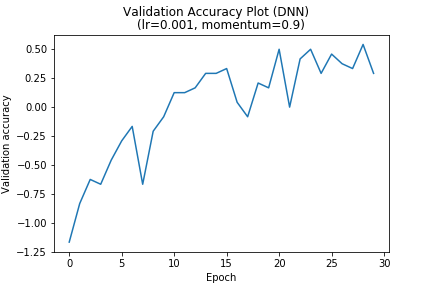 Validation Accuracy Plot (DNN)
(lr=0.001, momentum=0.9)
Validation accuracy
0.50
0.25
0.00
−0.25
−0.50
−0.75
−1.00
−1.25
0 5 10 15 20 25 30
Epoch